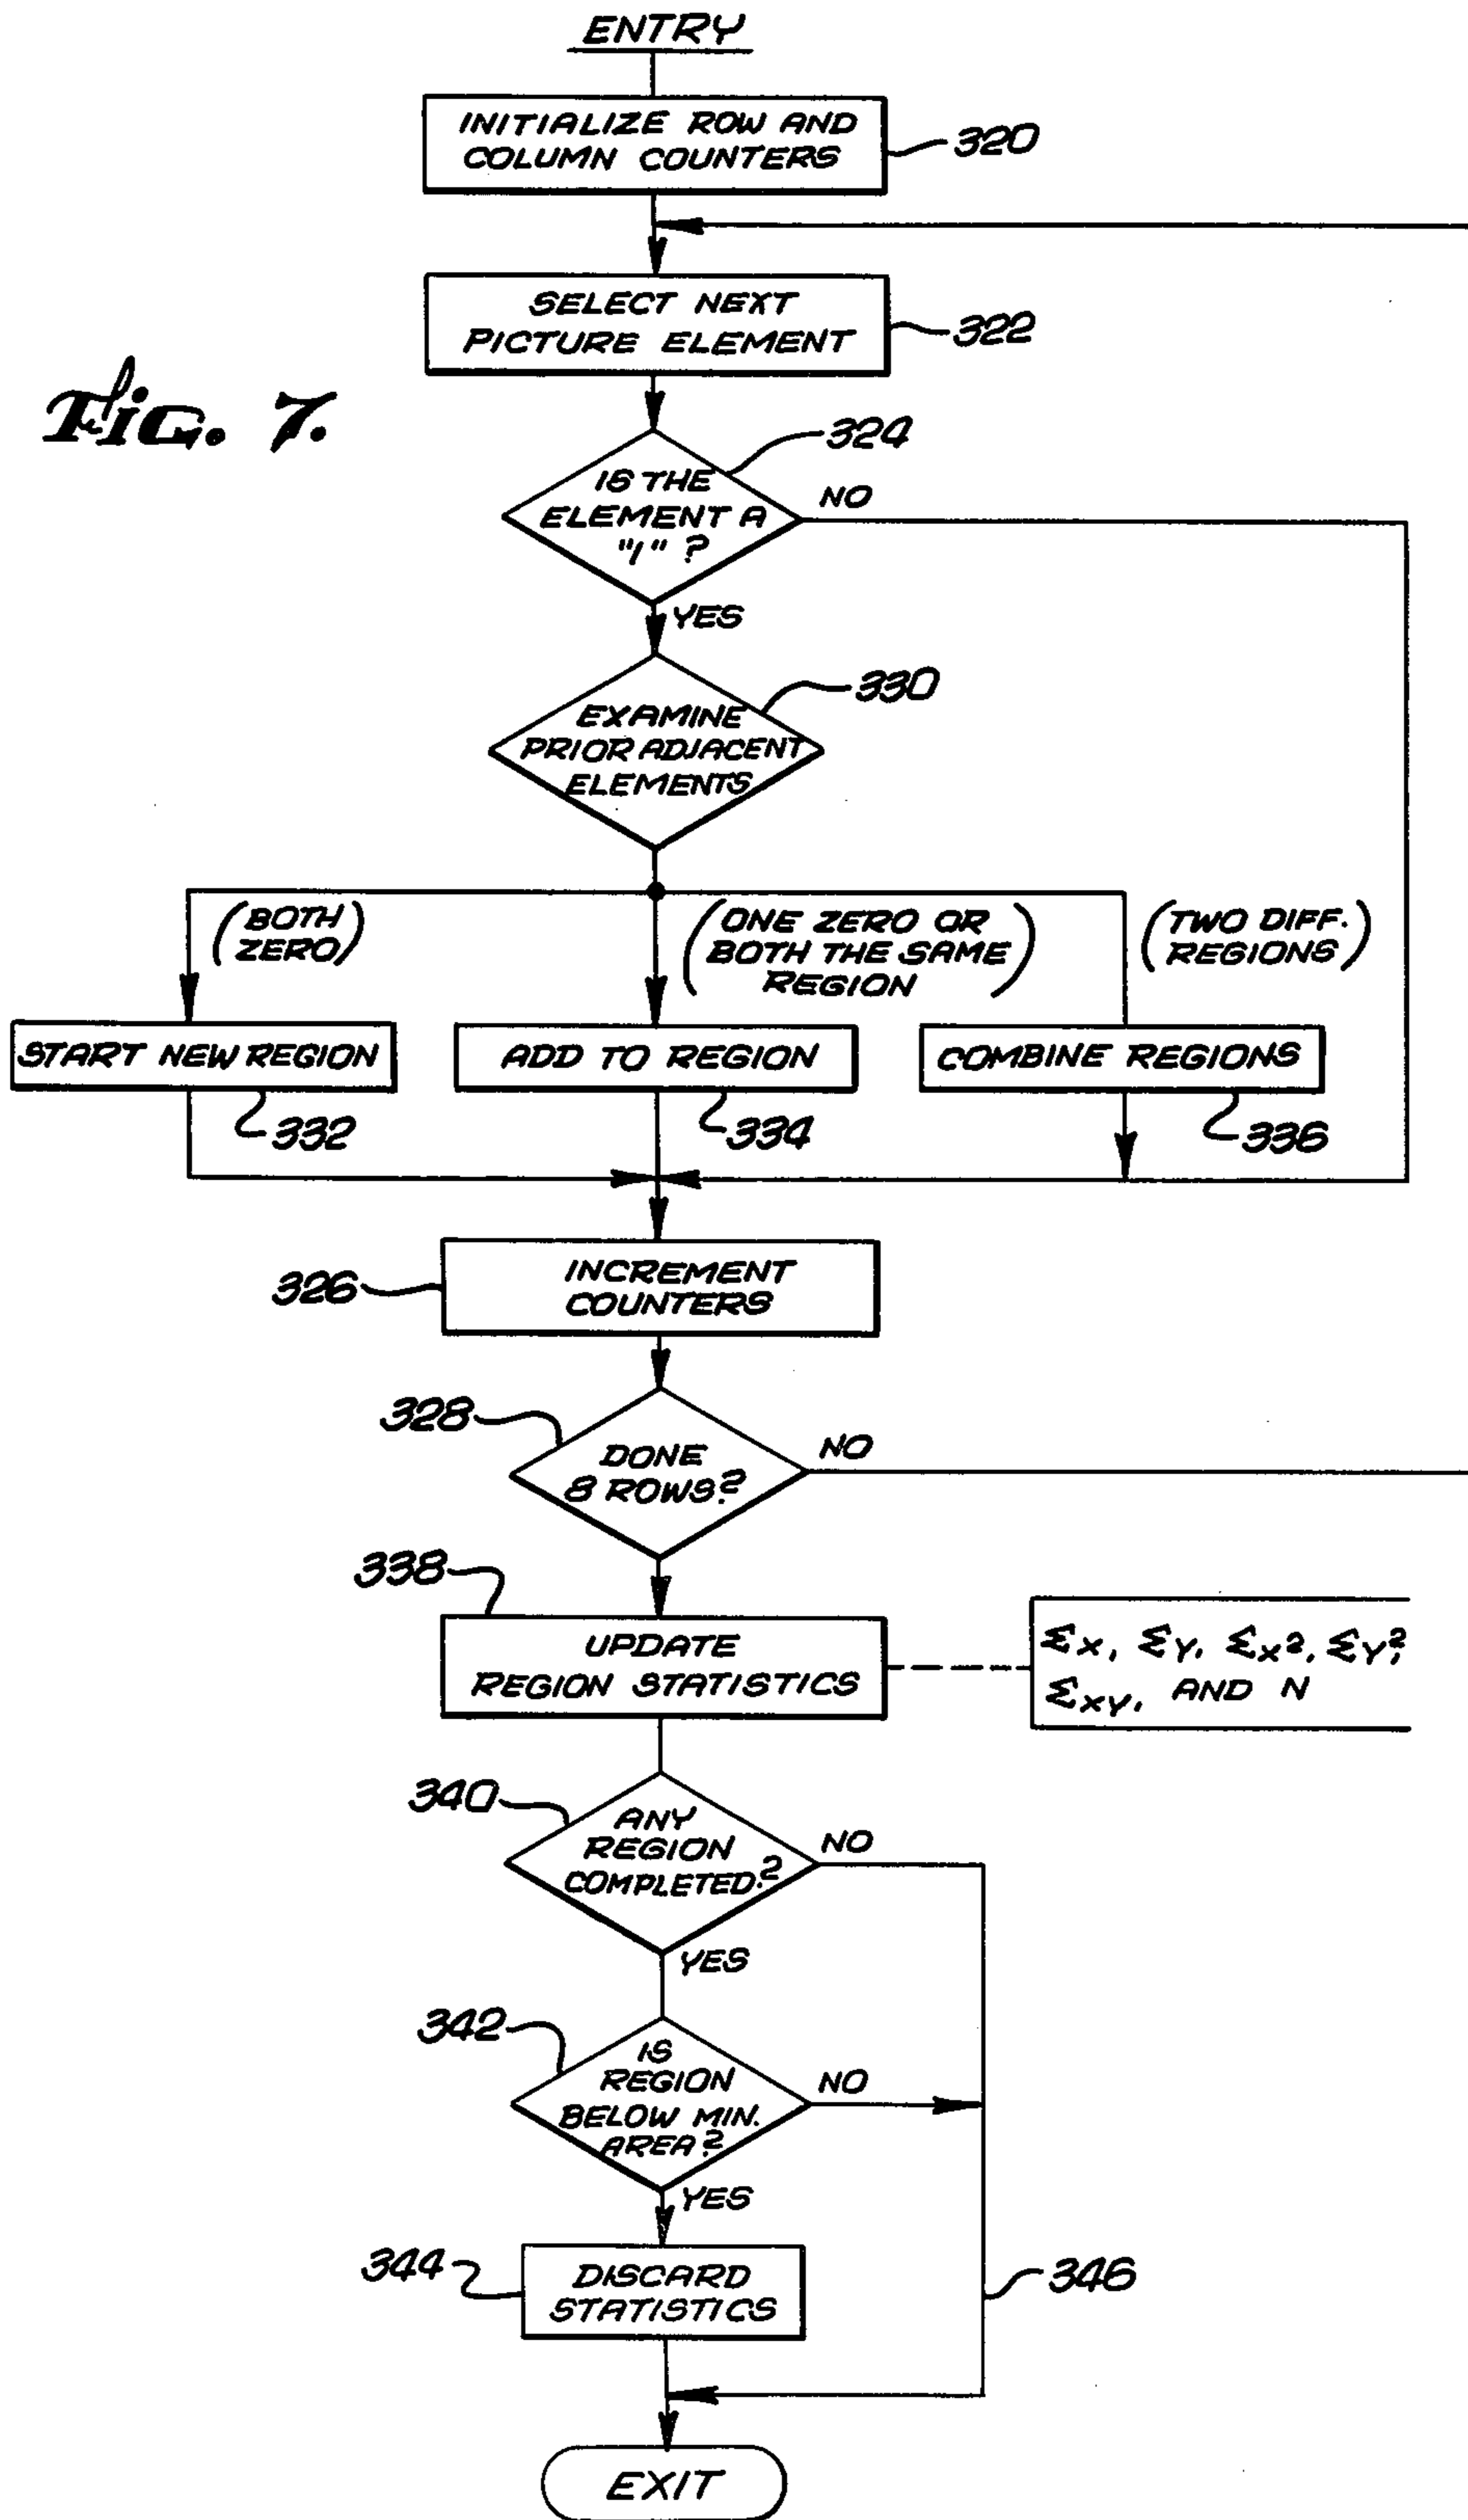 ENTRY
INITIALIZE ROW AND
COLUMN COUNTERS
320
SELECT NEXT
PICTURE ELEMENT
322
FIG. 7.
324
IS THE
ELEMENT A
"1" ?
NO
YES
330
EXAMINE
PRIOR ADJACENT
ELEMENTS
(BOTH
ZERO)
(ONE ZERO OR
BOTH THE SAME
REGION)
(TWO DIFF.
REGIONS)
START NEW REGION
ADD TO REGION
COMBINE REGIONS
332
334
336
326
INCREMENT
COUNTERS
328
DONE
8 ROWS?
NO
338
UPDATE
REGION STATISTICS
Σx, Σy, Σx², Σy²,
Σxy, AND N
340
ANY
REGION
COMPLETED?
NO
YES
342
IS
REGION
BELOW MIN.
AREA?
NO
YES
344
DISCARD
STATISTICS
346
EXIT